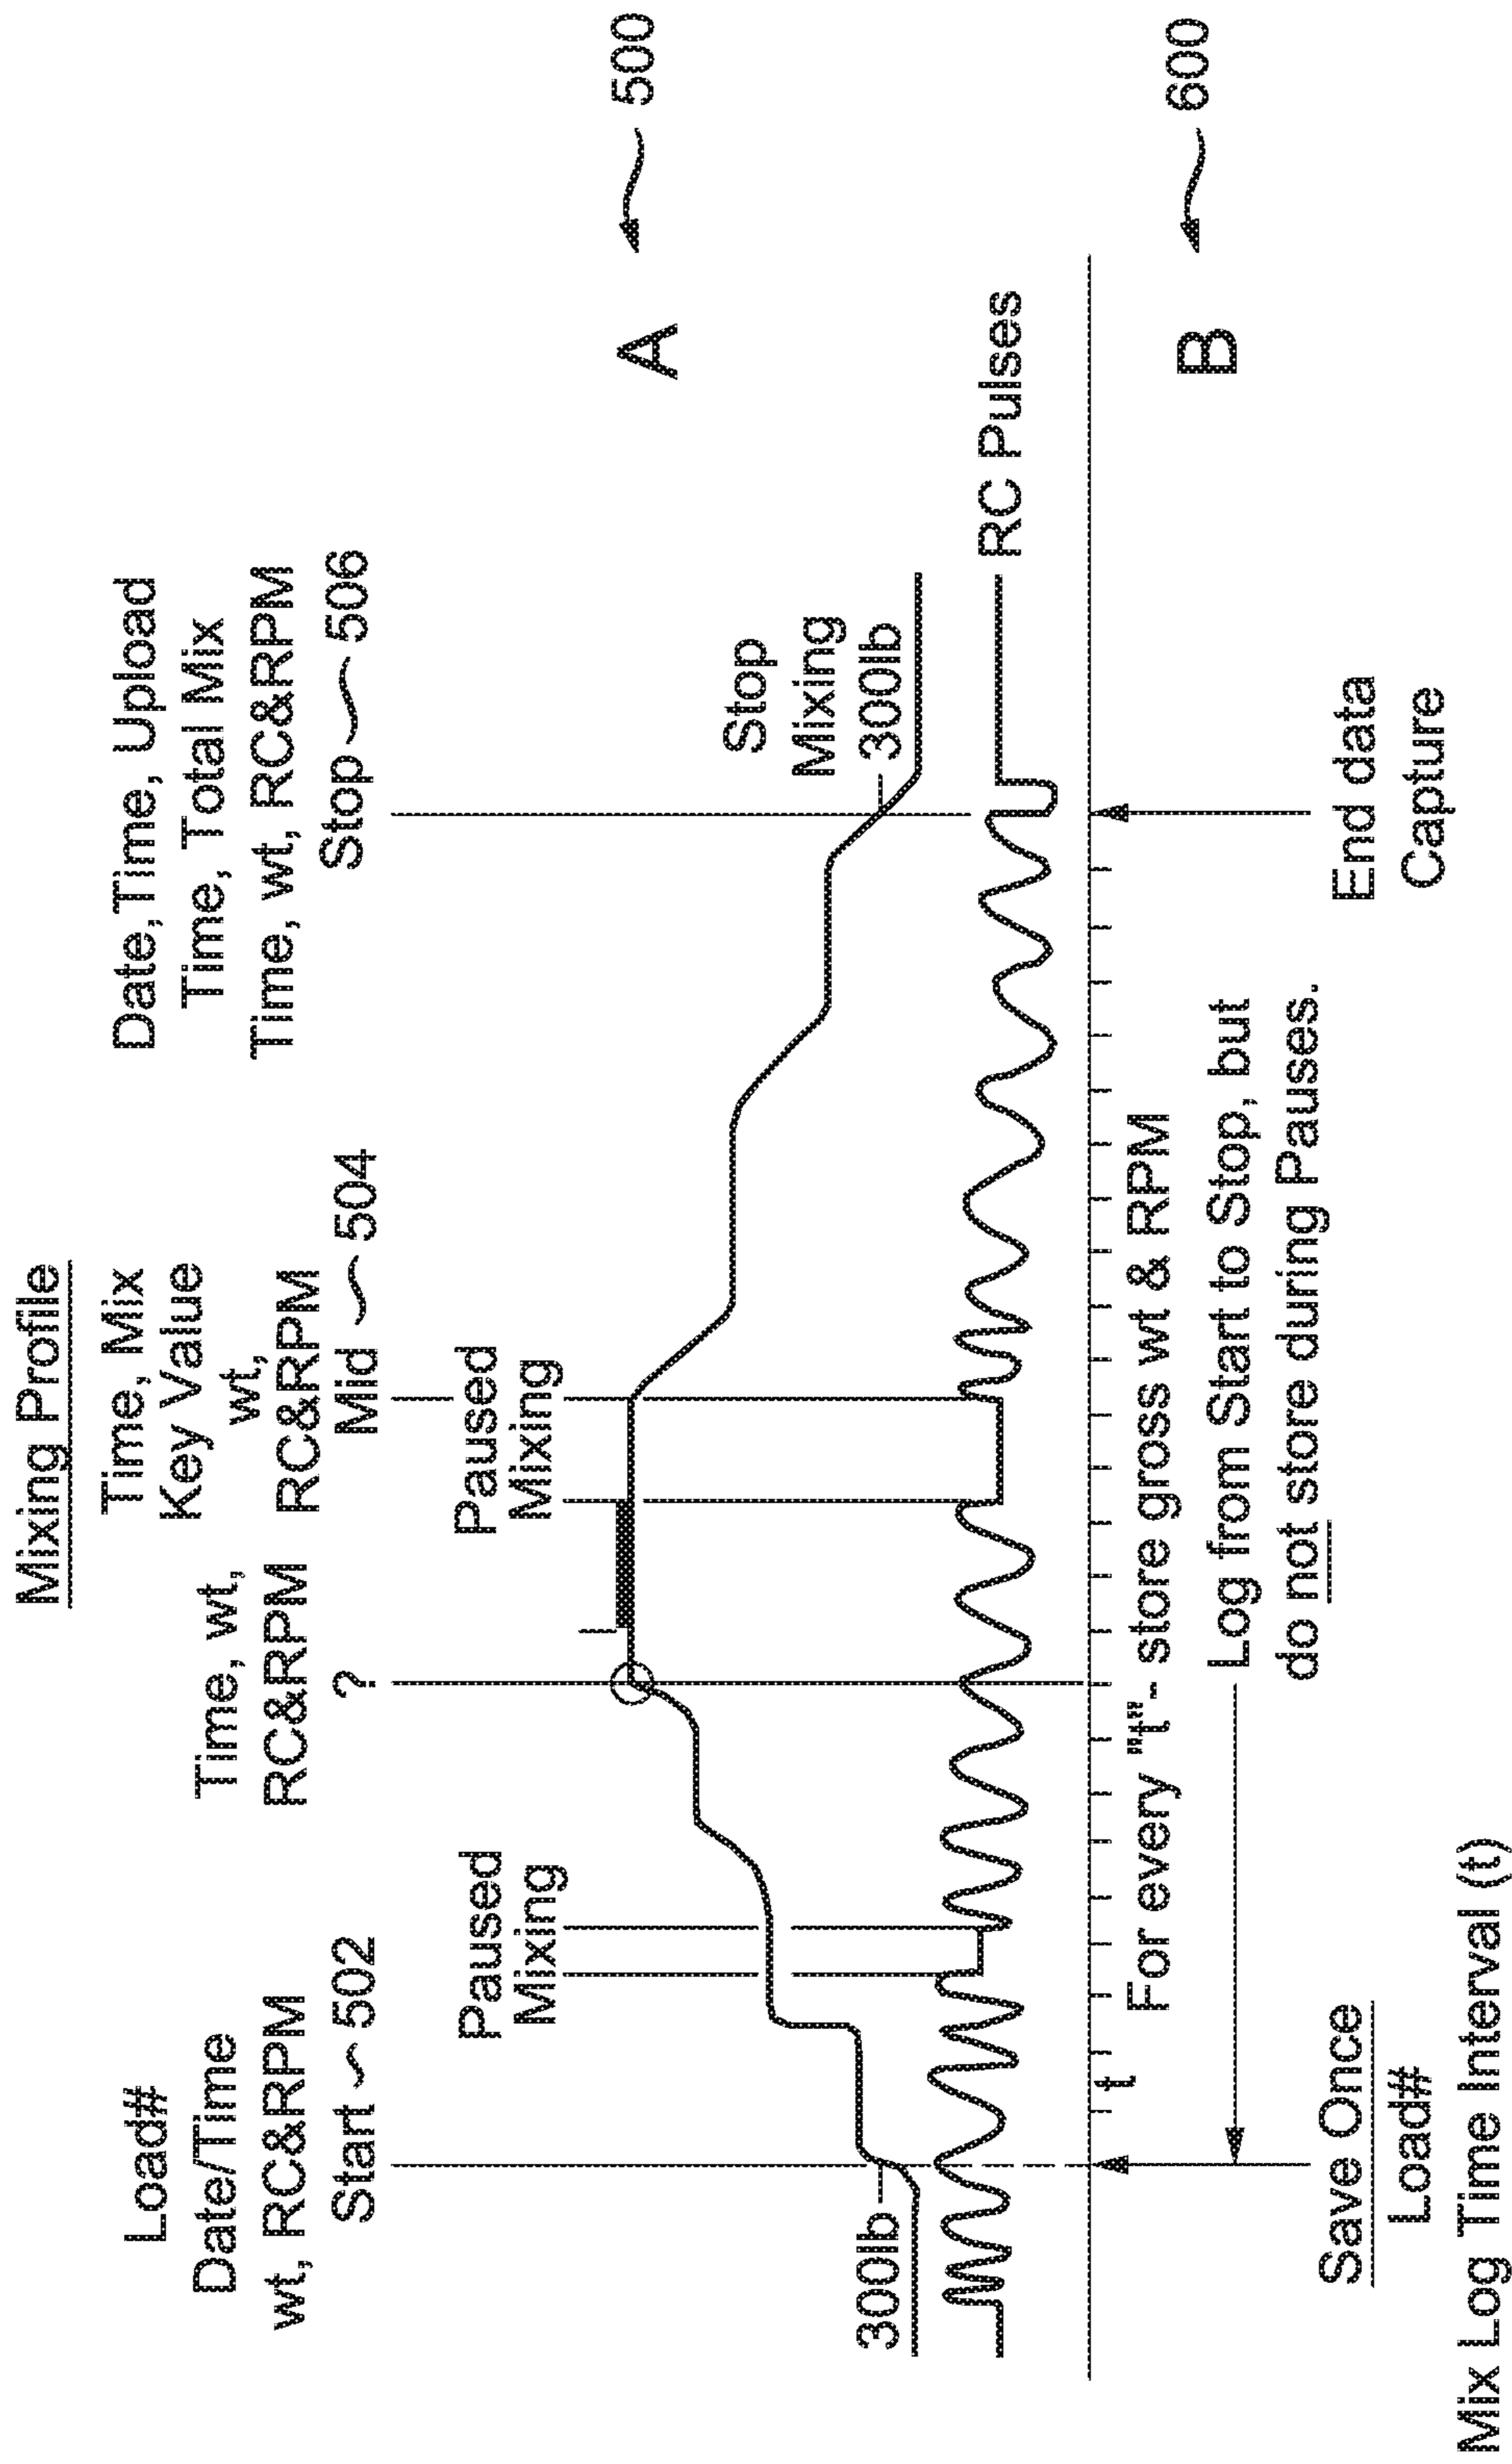 Mixing Profile
Load#
Date/Time
wt, RC&RPM
Start ~ 502
Time, wt,
RC&RPM
?
Time, Mix
Key Value
wt,
RC&RPM
Mid ~ 504
Date,Time, Upload
Time, Total Mix
Time, wt, RC&RPM
Stop ~ 506
Paused
Mixing
Paused
Mixing
A
500
Stop
Mixing
300lb
300lb
RC Pulses
t
For every "t"- store gross wt & RPM
Log from Start to Stop, but
do not store during Pauses.
B
600
Save Once
Load#
End data
Capture
Mix Log Time Interval (t)